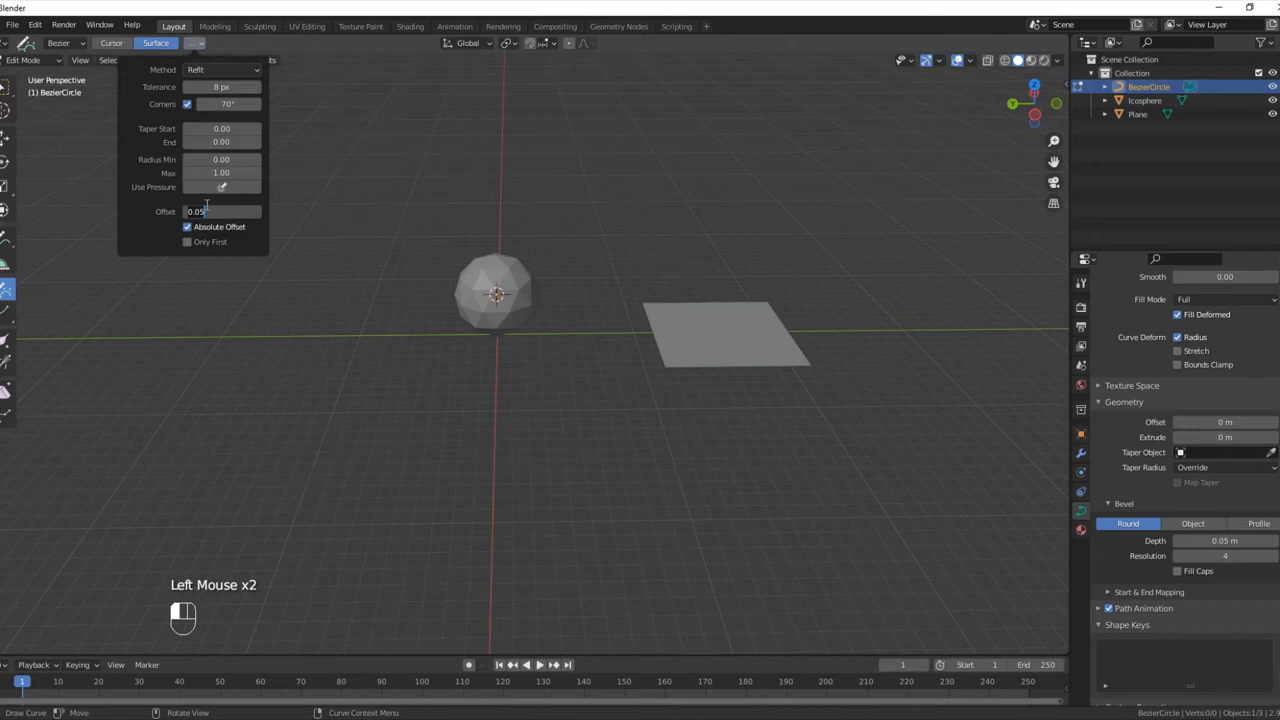 Blender
File Edit Render Window Help Layout Modeling Sculpting UV Editing Texture Paint Shading Animation Compositing Rendering Geometry Nodes Scripting + Scene View Layer
Bezier Cursor Surface ... Global
Edit Mode View
User Perspective
(1) BezierCircle
Method Refit
Tolerance 8 px
Corners 70°
Taper Start 0.00
End 0.00
Radius Min 0.00
Max 1.00
Use Pressure
Offset 0.05
Absolute Offset
Only First
Scene Collection
Collection
BezierCircle
Icosphere
Plane
Smooth 0.00
Fill Mode Full
Fill Deformed
Curve Deform Radius
Stretch
Bounds Clamp
Texture Space
Geometry
Offset 0 m
Extrude 0 m
Taper Object
Taper Radius Override
Map Taper
Bevel
Round Object Profile
Depth 0.05 m
Resolution 4
Fill Caps
Start & End Mapping
Path Animation
Shape Keys
Left Mouse x2
Playback Keying View Marker 1 Start 1 End 250
1 10 20 30 40 50 60 70 80 90 100 110 120 130 140 150 160 170 180 190 200 210 220 230 240 250
Draw Curve Move Rotate View Curve Context Menu BezierCircle | Verts:0/0 | Objects:1/3 | 2.9